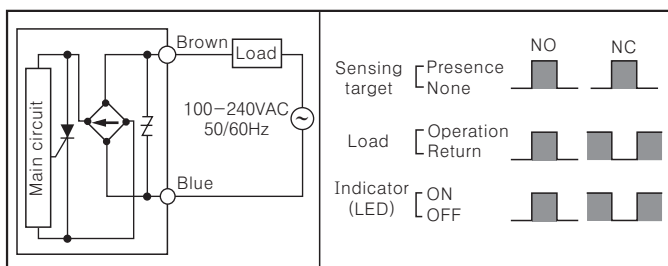 Main circuit
Brown
Load
100−240VAC
50/60Hz
~
Blue
NO NC
Sensing target Presence
None
Load Operation
Return
Indicator (LED) ON
OFF